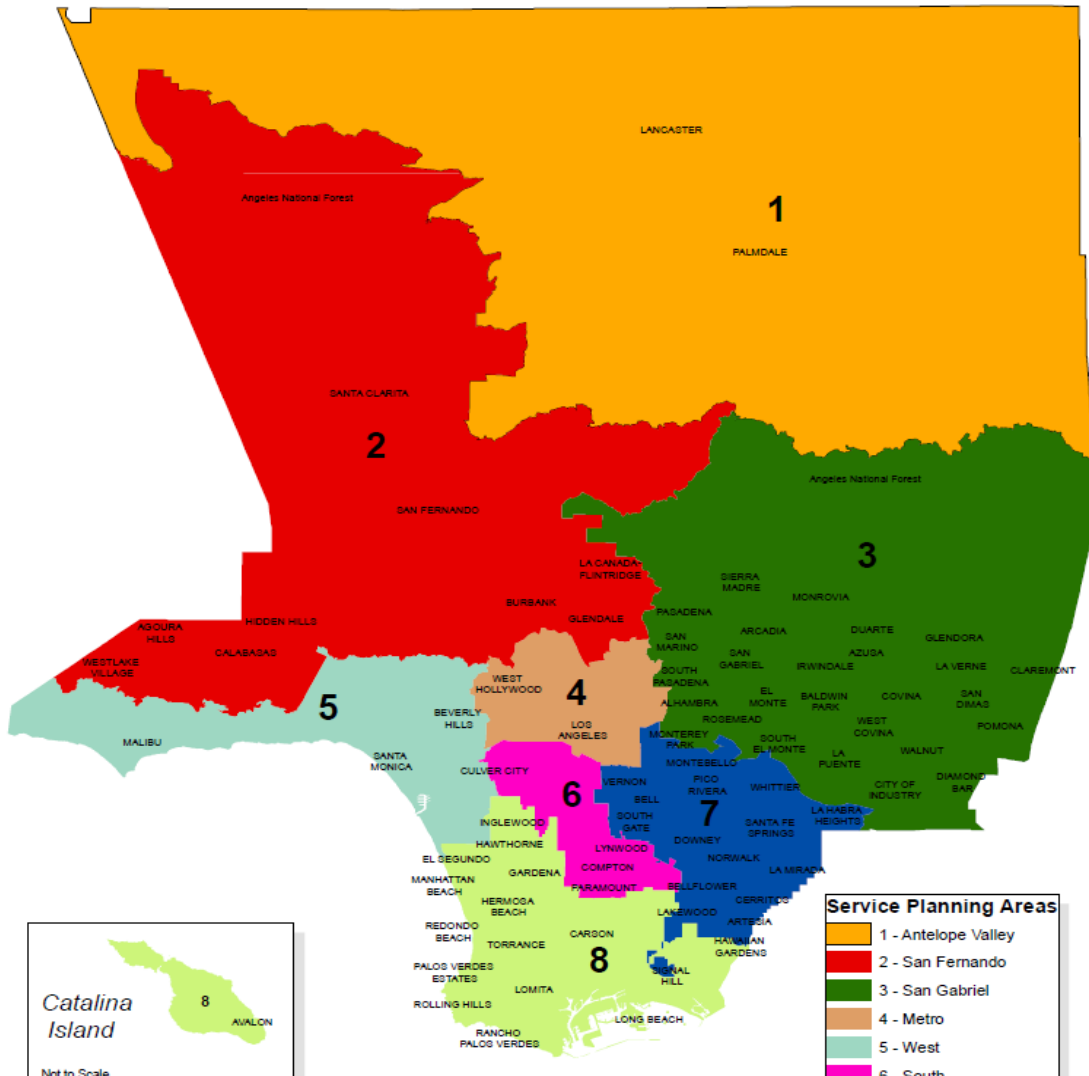 LANCASTER
Angeles National Forest
1
PALMDALE
SANTA CLARITA
2
Angeles National Forest
SAN FERNANDO
3
LA CANADA-
FLINTRIDGE
SIERRA
MADRE
MONROVIA
BURBANK
GLENDALE
PASADENA
AGOURA
HILLS
HIDDEN HILLS
CALABASAS
WESTLAKE
VILLAGE
SAN
MARINO
ARCADIA
DUARTE
GLENDORA
SAN
GABRIEL
IRWINDALE
AZUSA
LA VERNE
CLAREMONT
SOUTH
PASADENA
WEST
HOLLYWOOD
4
5
ALHAMBRA
EL
MONTE
BALDWIN
PARK
COVINA
SAN
DIMAS
BEVERLY
HILLS
LOS
ANGELES
ROSEMEAD
WEST
COVINA
POMONA
MALIBU
MONTEREY
PARK
SOUTH
EL MONTE
WALNUT
SANTA
MONICA
LA
PUENTE
MONTEBELLO
CULVER CITY
6
VERNON
PICO
RIVERA
WHITTIER
CITY OF
INDUSTRY
DIAMOND
BAR
BELL
7
LA HABRA
HEIGHTS
INGLEWOOD
SOUTH
GATE
SANTA FE
SPRINGS
HAWTHORNE
LYNWOOD
DOWNEY
EL SEGUNDO
NORWALK
GARDENA
COMPTON
LA MIRADA
MANHATTAN
BEACH
PARAMOUNT
BELLFLOWER
HERMOSA
BEACH
CERRITOS
LAKEWOOD
ARTESIA
REDONDO
BEACH
CARSON
TORRANCE
HAWAIIAN
GARDENS
8
PALOS VERDES
ESTATES
SIGNAL
HILL
LOMITA
ROLLING HILLS
LONG BEACH
RANCHO
PALOS VERDES
Catalina
Island
8
AVALON
Not to Scale
Service Planning Areas
1 - Antelope Valley
2 - San Fernando
3 - San Gabriel
4 - Metro
5 - West
6 - South